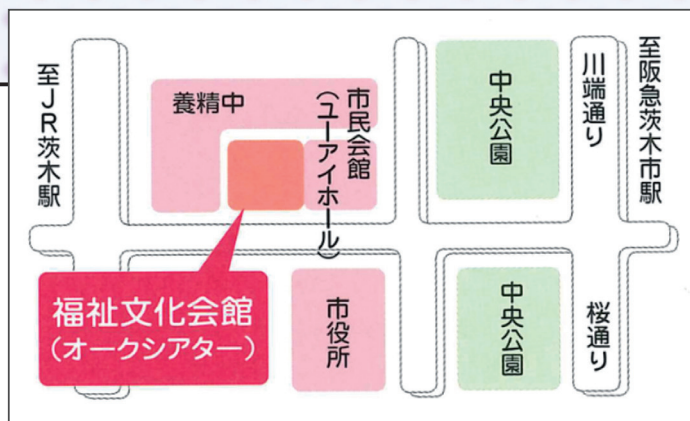 至JR茨木駅
養精中
市民会館
（ユーアイホール）
中央公園
川端通り
至阪急茨木市駅
福祉文化会館
（オークシアター）
市役所
中央公園
桜通り